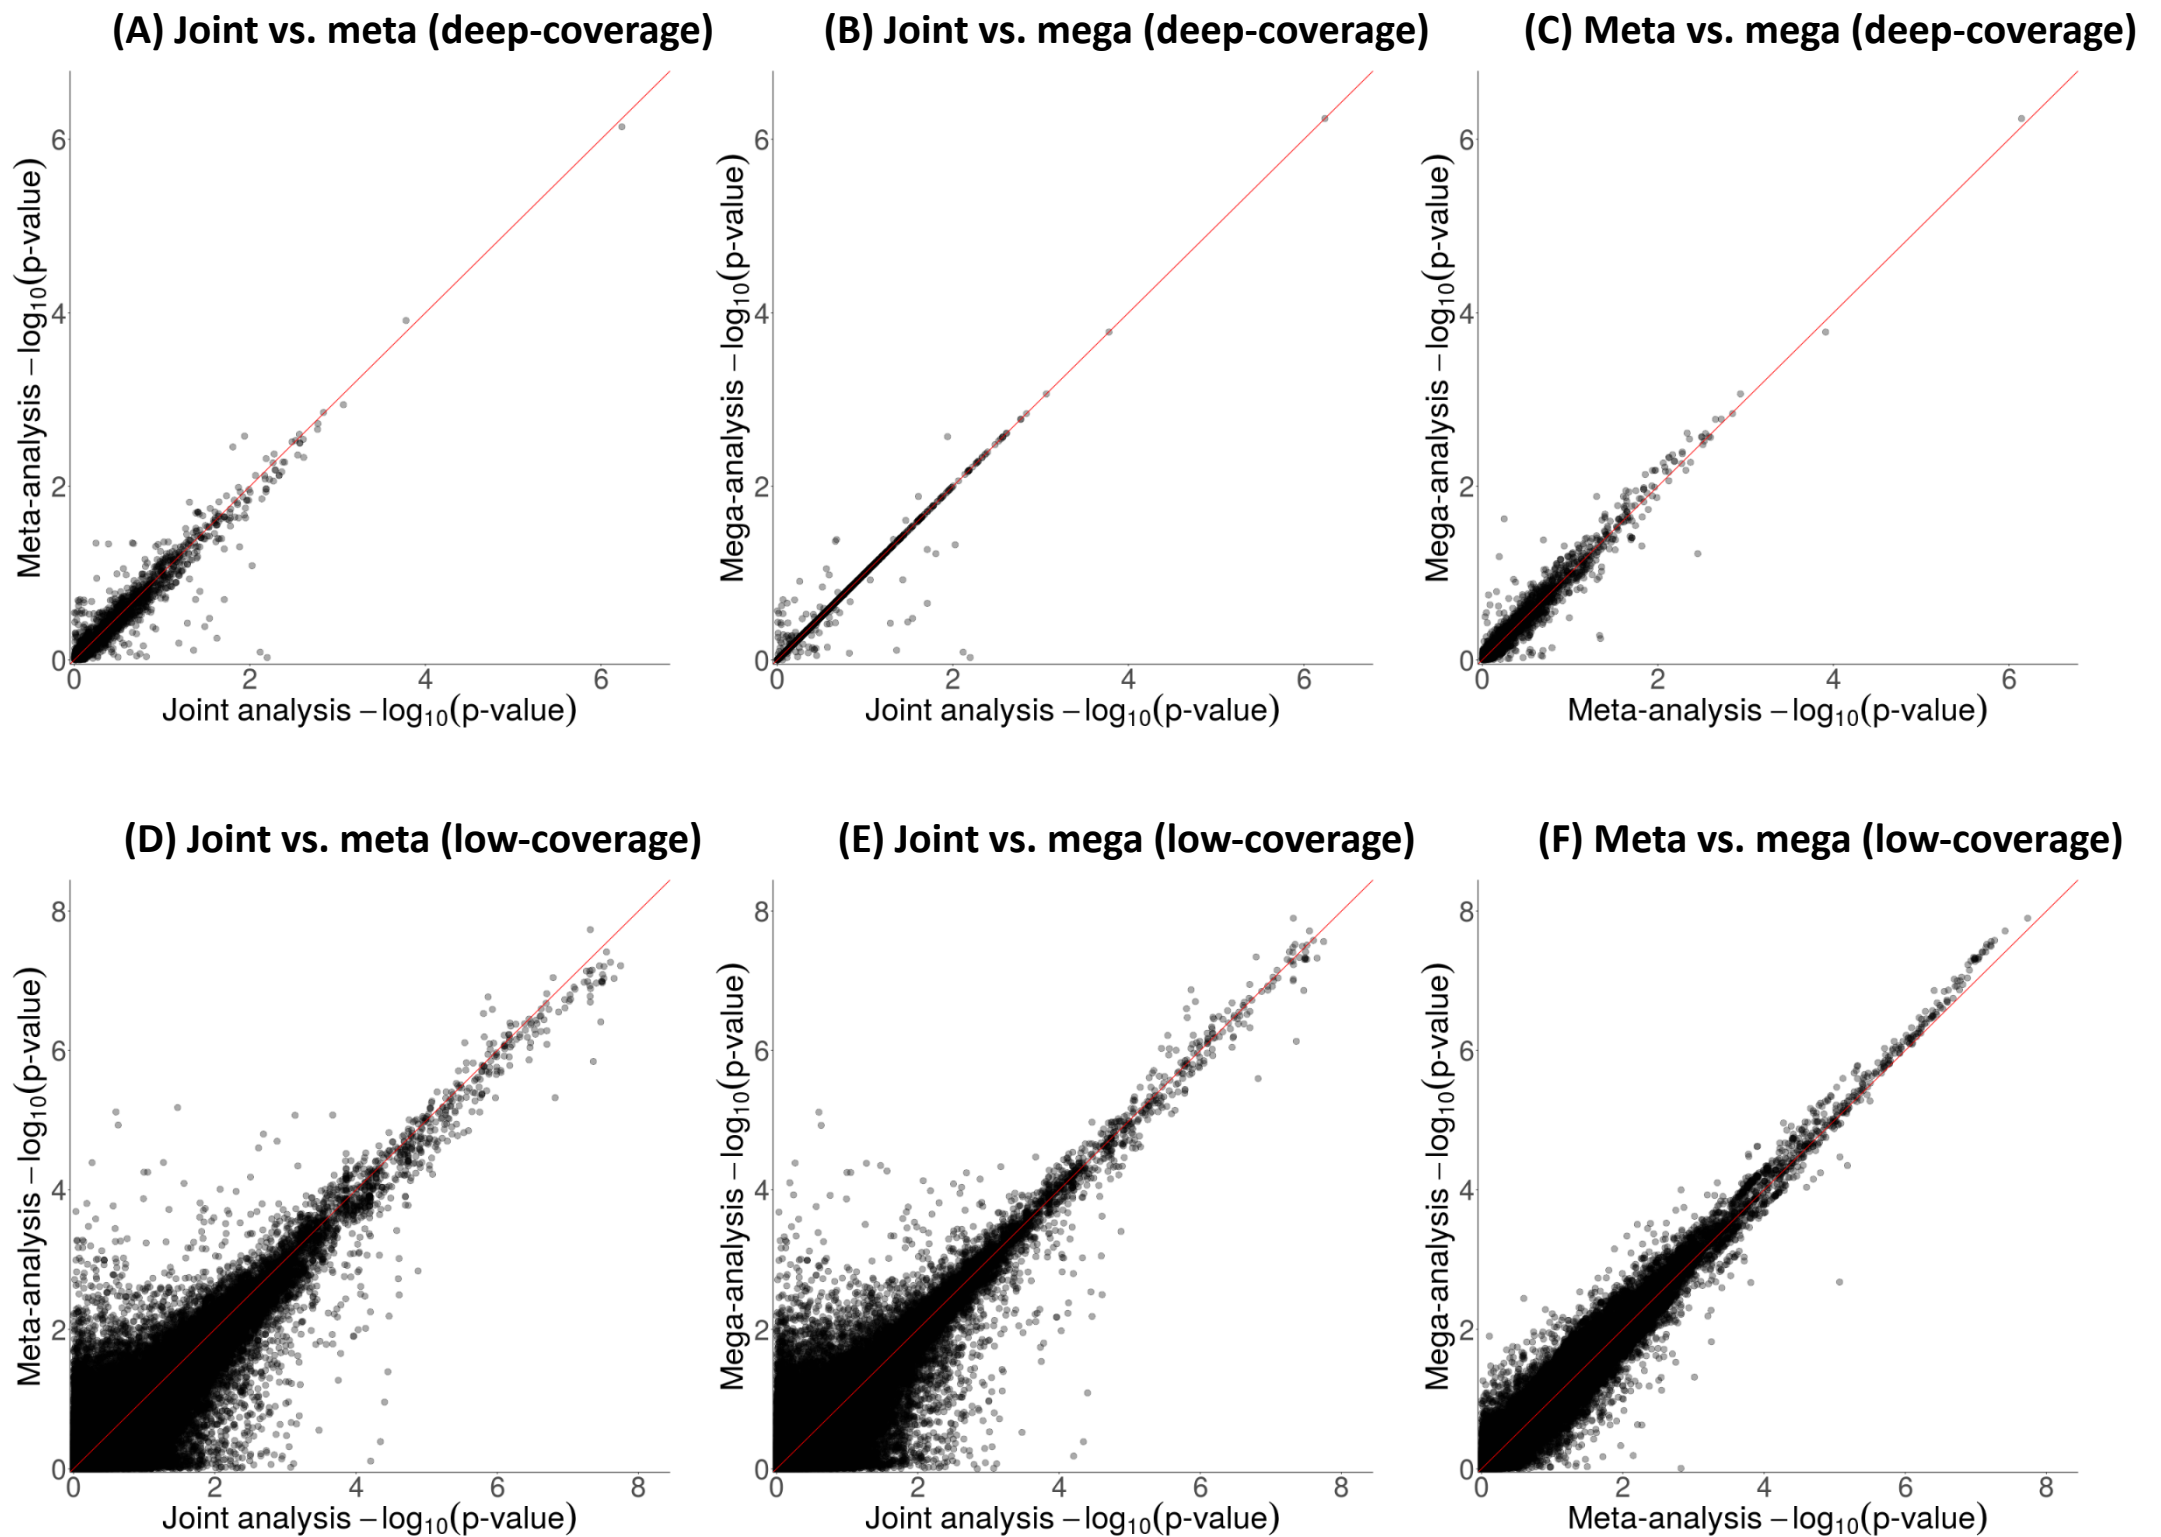 (A) Joint vs. meta (deep-coverage)
Meta-analysis −log10(p-value)
6
4
2
0
0 2 4 6
Joint analysis −log10(p-value)
(B) Joint vs. mega (deep-coverage)
Mega-analysis −log10(p-value)
6
4
2
0
0 2 4 6
Joint analysis −log10(p-value)
(C) Meta vs. mega (deep-coverage)
Mega-analysis −log10(p-value)
6
4
2
0
0 2 4 6
Meta-analysis −log10(p-value)
(D) Joint vs. meta (low-coverage)
Meta-analysis −log10(p-value)
8
6
4
2
0
0 2 4 6 8
Joint analysis −log10(p-value)
(E) Joint vs. mega (low-coverage)
Mega-analysis −log10(p-value)
8
6
4
2
0
0 2 4 6 8
Joint analysis −log10(p-value)
(F) Meta vs. mega (low-coverage)
Mega-analysis −log10(p-value)
8
6
4
2
0
0 2 4 6 8
Meta-analysis −log10(p-value)